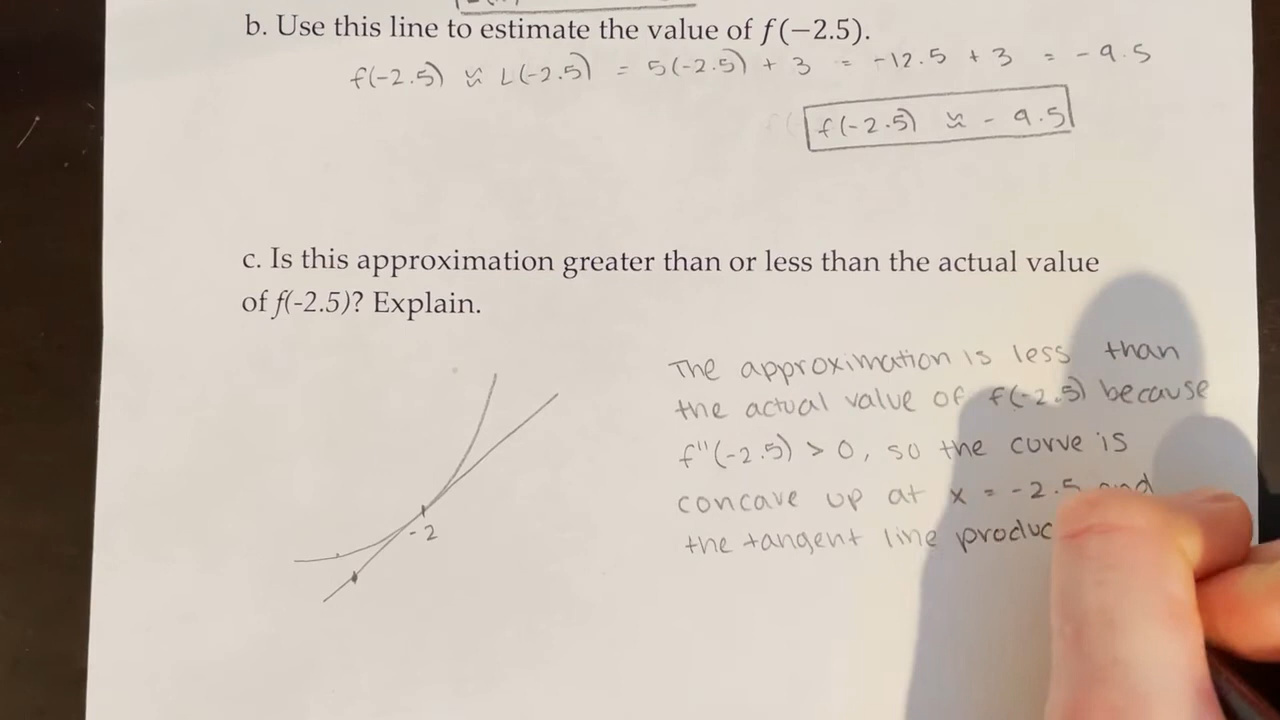 b. Use this line to estimate the value of f(−2.5).
f(-2.5) ≈ L(-2.5) = 5(-2.5) + 3 = -12.5 + 3 = -9.5
f(-2.5) ≈ -9.5
c. Is this approximation greater than or less than the actual value
of f(-2.5)? Explain.
The approximation is less than
the actual value of f(-2.5) because
f''(-2.5) > 0, so the curve is
concave up at x = -2.5 and
the tangent line produc
-2